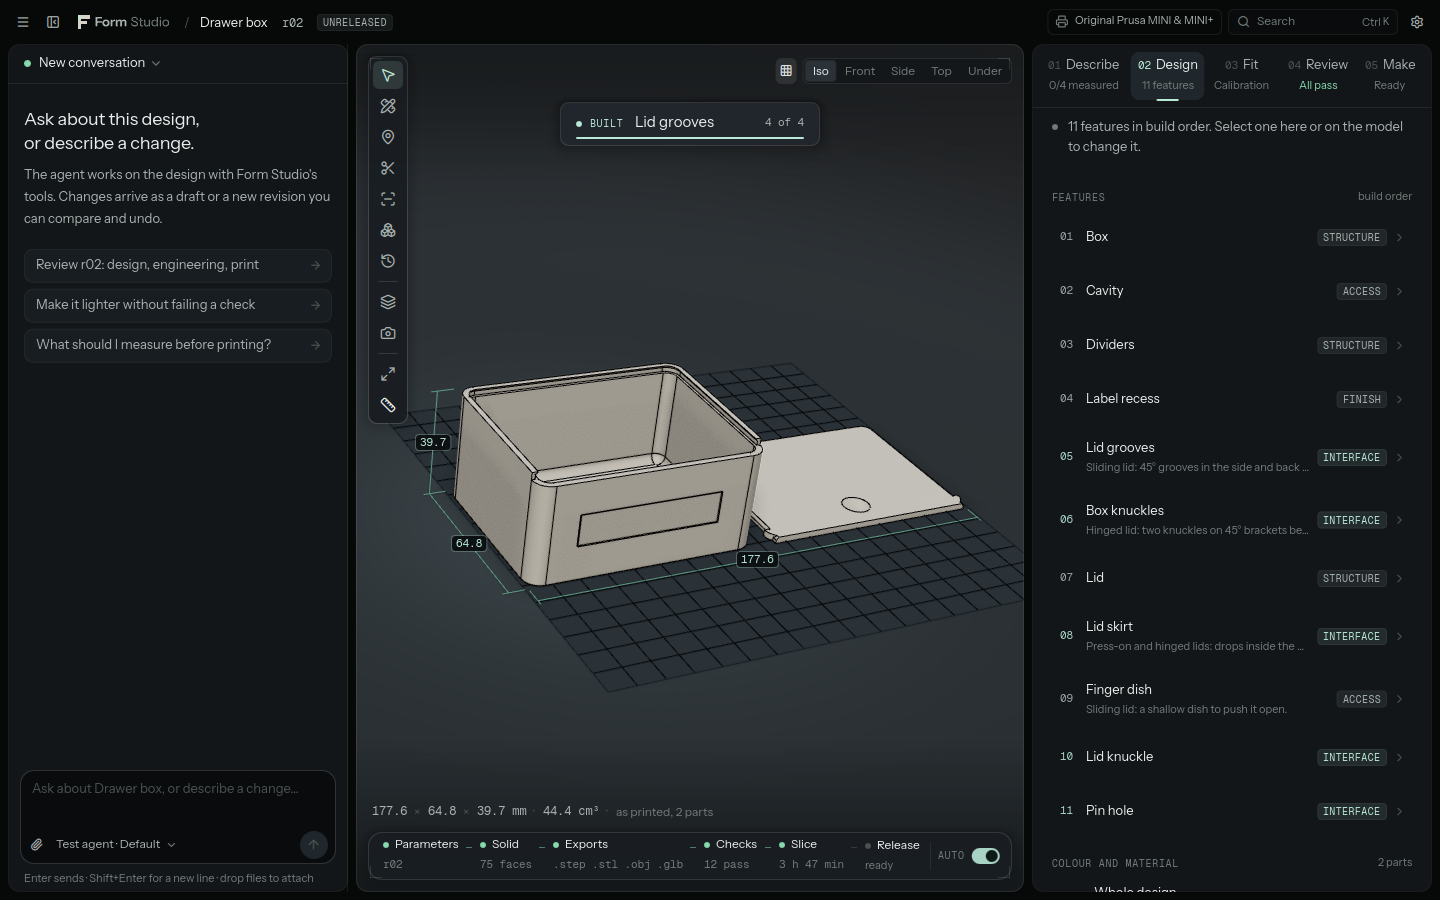 Form Studio / Drawer box r02 UNRELEASED
Original Prusa MINI & MINI+
Search Ctrl K
New conversation
Ask about this design,
or describe a change.
The agent works on the design with Form Studio's
tools. Changes arrive as a draft or a new revision you
can compare and undo.
Review r02: design, engineering, print
Make it lighter without failing a check
What should I measure before printing?
Ask about Drawer box, or describe a change...
Test agent · Default
Enter sends · Shift+Enter for a new line · drop files to attach
Iso Front Side Top Under
BUILT Lid grooves 4 of 4
39.7
64.8
177.6
177.6 × 64.8 × 39.7 mm · 44.4 cm³ · as printed, 2 parts
Parameters – Solid – Exports – Checks – Slice – Release
r02 75 faces .step .stl .obj .glb 12 pass 3 h 47 min ready
AUTO
01 Describe 02 Design 03 Fit 04 Review 05 Make
0/4 measured 11 features Calibration All pass Ready
11 features in build order. Select one here or on the model
to change it.
FEATURES build order
01 Box STRUCTURE
02 Cavity ACCESS
03 Dividers STRUCTURE
04 Label recess FINISH
05 Lid grooves INTERFACE
Sliding lid: 45° grooves in the side and back ...
06 Box knuckles INTERFACE
Hinged lid: two knuckles on 45° brackets be...
07 Lid STRUCTURE
08 Lid skirt INTERFACE
Press-on and hinged lids: drops inside the ...
09 Finger dish ACCESS
Sliding lid: a shallow dish to push it open.
10 Lid knuckle INTERFACE
11 Pin hole INTERFACE
COLOUR AND MATERIAL 2 parts
Whole design